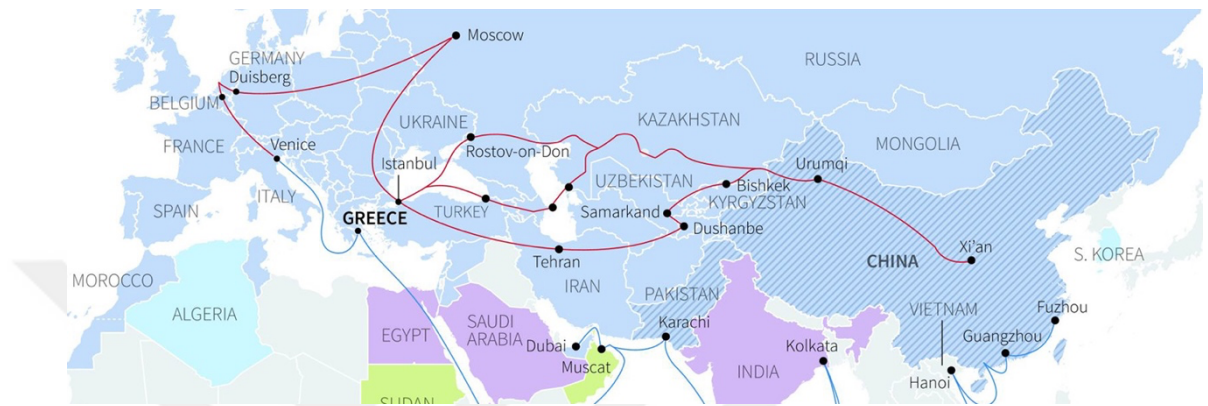 Moscow
GERMANY
Duisberg
RUSSIA
BELGIUM
UKRAINE
KAZAKHSTAN
FRANCE
Venice
Rostov-on-Don
MONGOLIA
Istanbul
Urumqi
UZBEKISTAN
Bishkek
ITALY
KYRGYZSTAN
SPAIN
TURKEY
Samarkand
GREECE
Dushanbe
Xi'an
S. KOREA
Tehran
CHINA
MOROCCO
IRAN
PAKISTAN
VIETNAM
Fuzhou
ALGERIA
SAUDI
ARABIA
Karachi
EGYPT
Guangzhou
Dubai
Kolkata
Muscat
INDIA
Hanoi
SUDAN